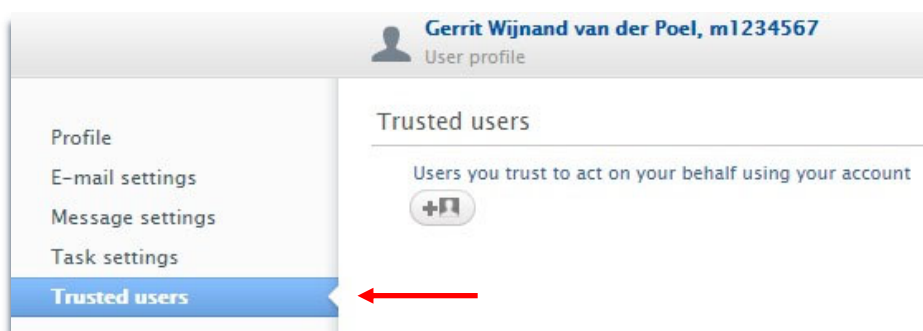 Gerrit Wijnand van der Poel, m1234567
User profile
Profile
E-mail settings
Message settings
Task settings
Trusted users
Trusted users
Users you trust to act on your behalf using your account